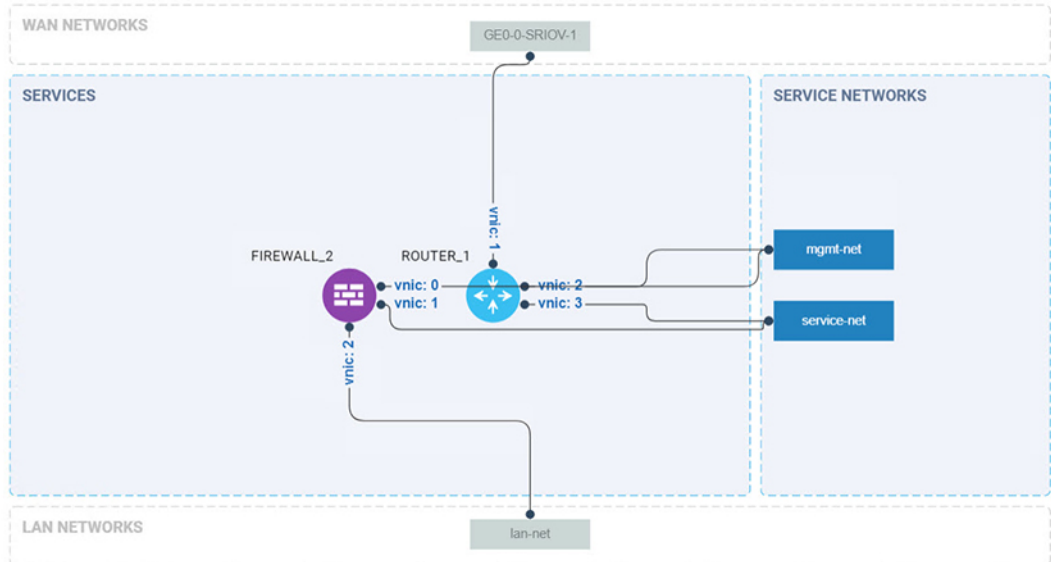 WAN NETWORKS
GE0-0-SRIOV-1
SERVICES
SERVICE NETWORKS
vnic: 1
FIREWALL_2
ROUTER_1
mgmt-net
vnic: 0
vnic: 2
vnic: 1
vnic: 3
service-net
vnic: 2
LAN NETWORKS
lan-net